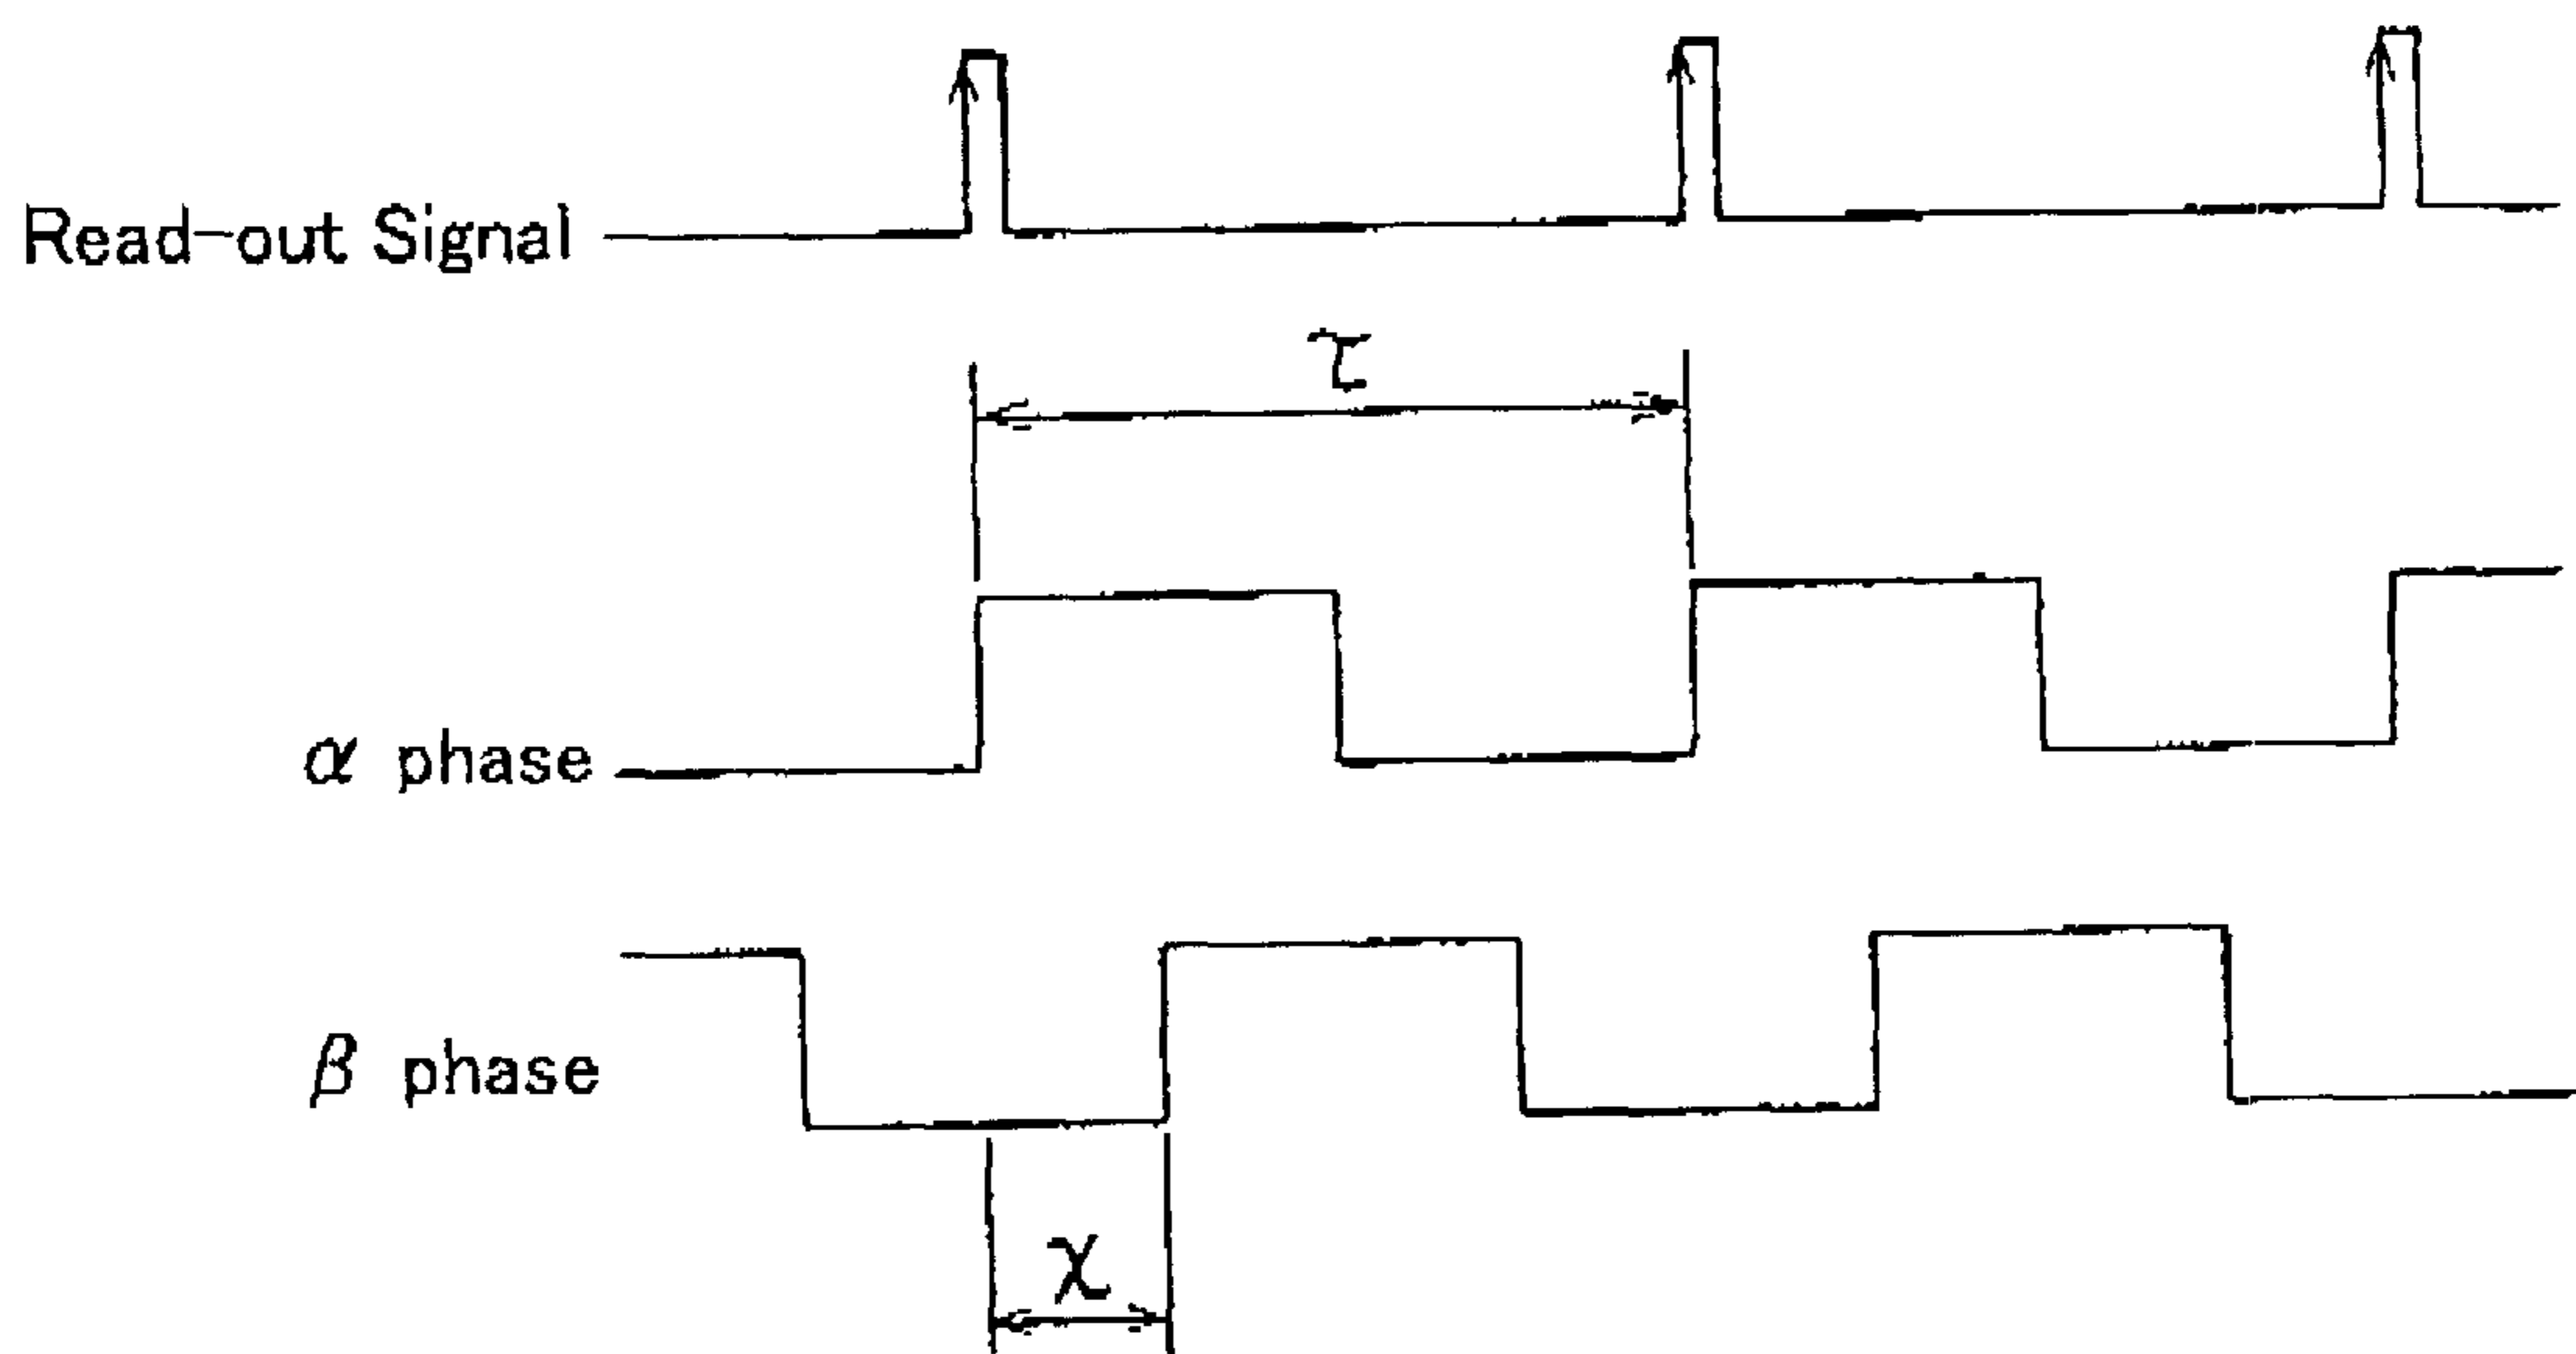 Read-out Signal
τ
α phase
β phase
χ